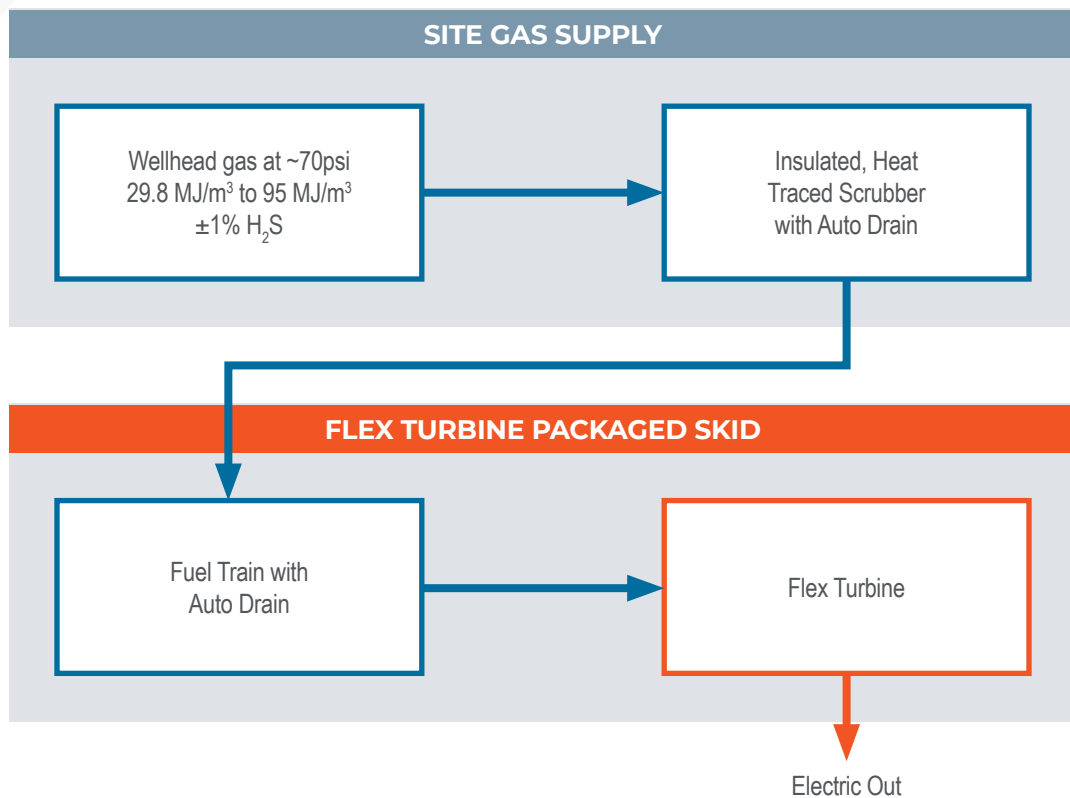 SITE GAS SUPPLY
Wellhead gas at ~70psi
29.8 MJ/m³ to 95 MJ/m³
±1% H₂S
Insulated, Heat
Traced Scrubber
with Auto Drain
FLEX TURBINE PACKAGED SKID
Fuel Train with
Auto Drain
Flex Turbine
Electric Out